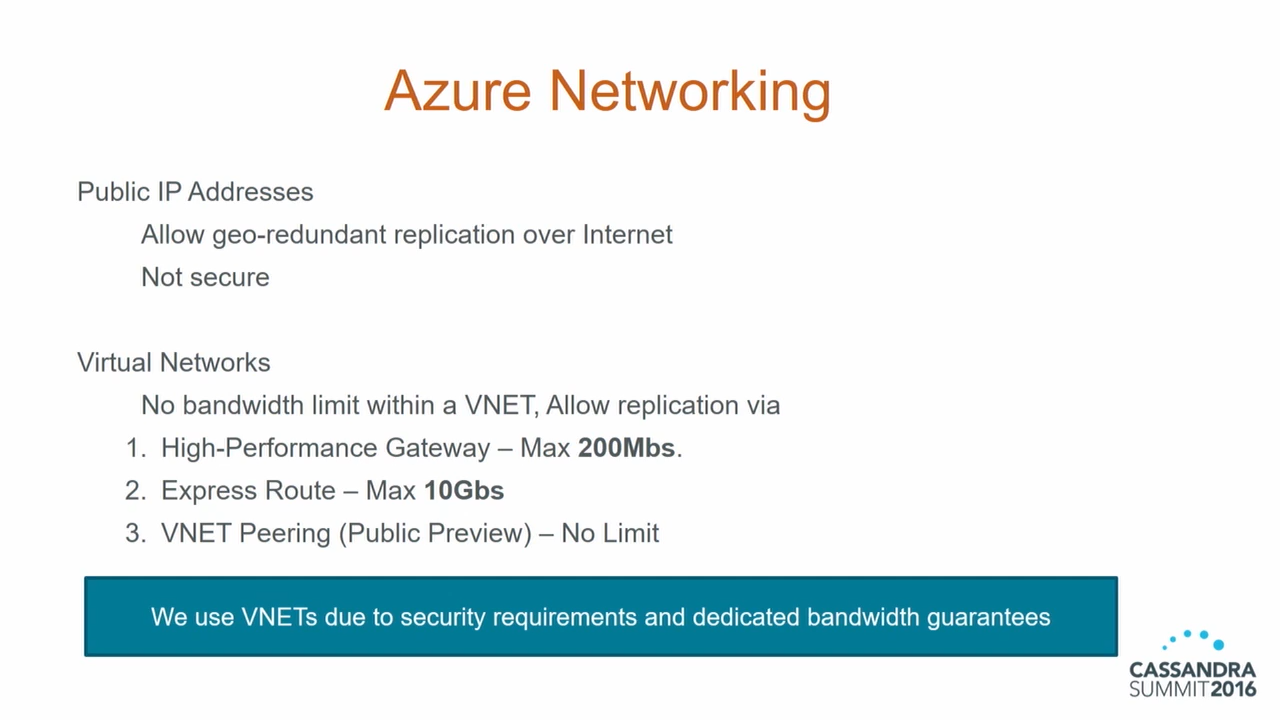 Azure Networking
Public IP Addresses
Allow geo-redundant replication over Internet
Not secure
Virtual Networks
No bandwidth limit within a VNET, Allow replication via
1. High-Performance Gateway – Max 200Mbs.
2. Express Route – Max 10Gbs
3. VNET Peering (Public Preview) – No Limit
We use VNETs due to security requirements and dedicated bandwidth guarantees
CASSANDRA
SUMMIT2016